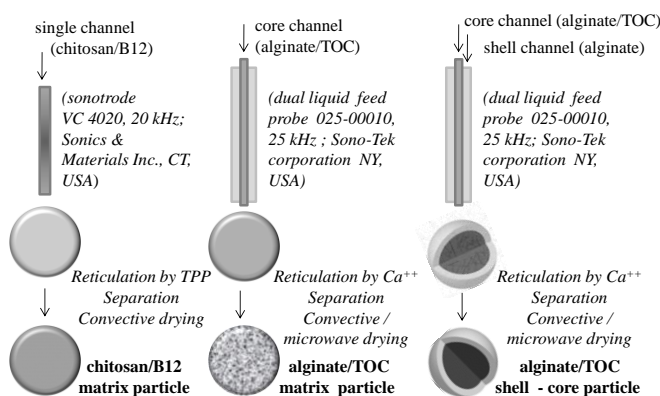 single channel
(chitosan/B12)
(sonotrode
VC 4020, 20 kHz;
Sonics &
Materials Inc., CT,
USA)
Reticulation by TPP
Separation
Convective drying
chitosan/B12
matrix particle
core channel
(alginate/TOC)
(dual liquid feed
probe 025-00010,
25 kHz ; Sono-Tek
corporation NY,
USA)
Reticulation by Ca⁺⁺
Separation
Convective /
microwave drying
alginate/TOC
matrix particle
core channel (alginate/TOC)
shell channel (alginate)
(dual liquid feed
probe 025-00010,
25 kHz; Sono-Tek
corporation NY,
USA)
Reticulation by Ca⁺⁺
Separation
Convective /
microwave drying
alginate/TOC
shell - core particle